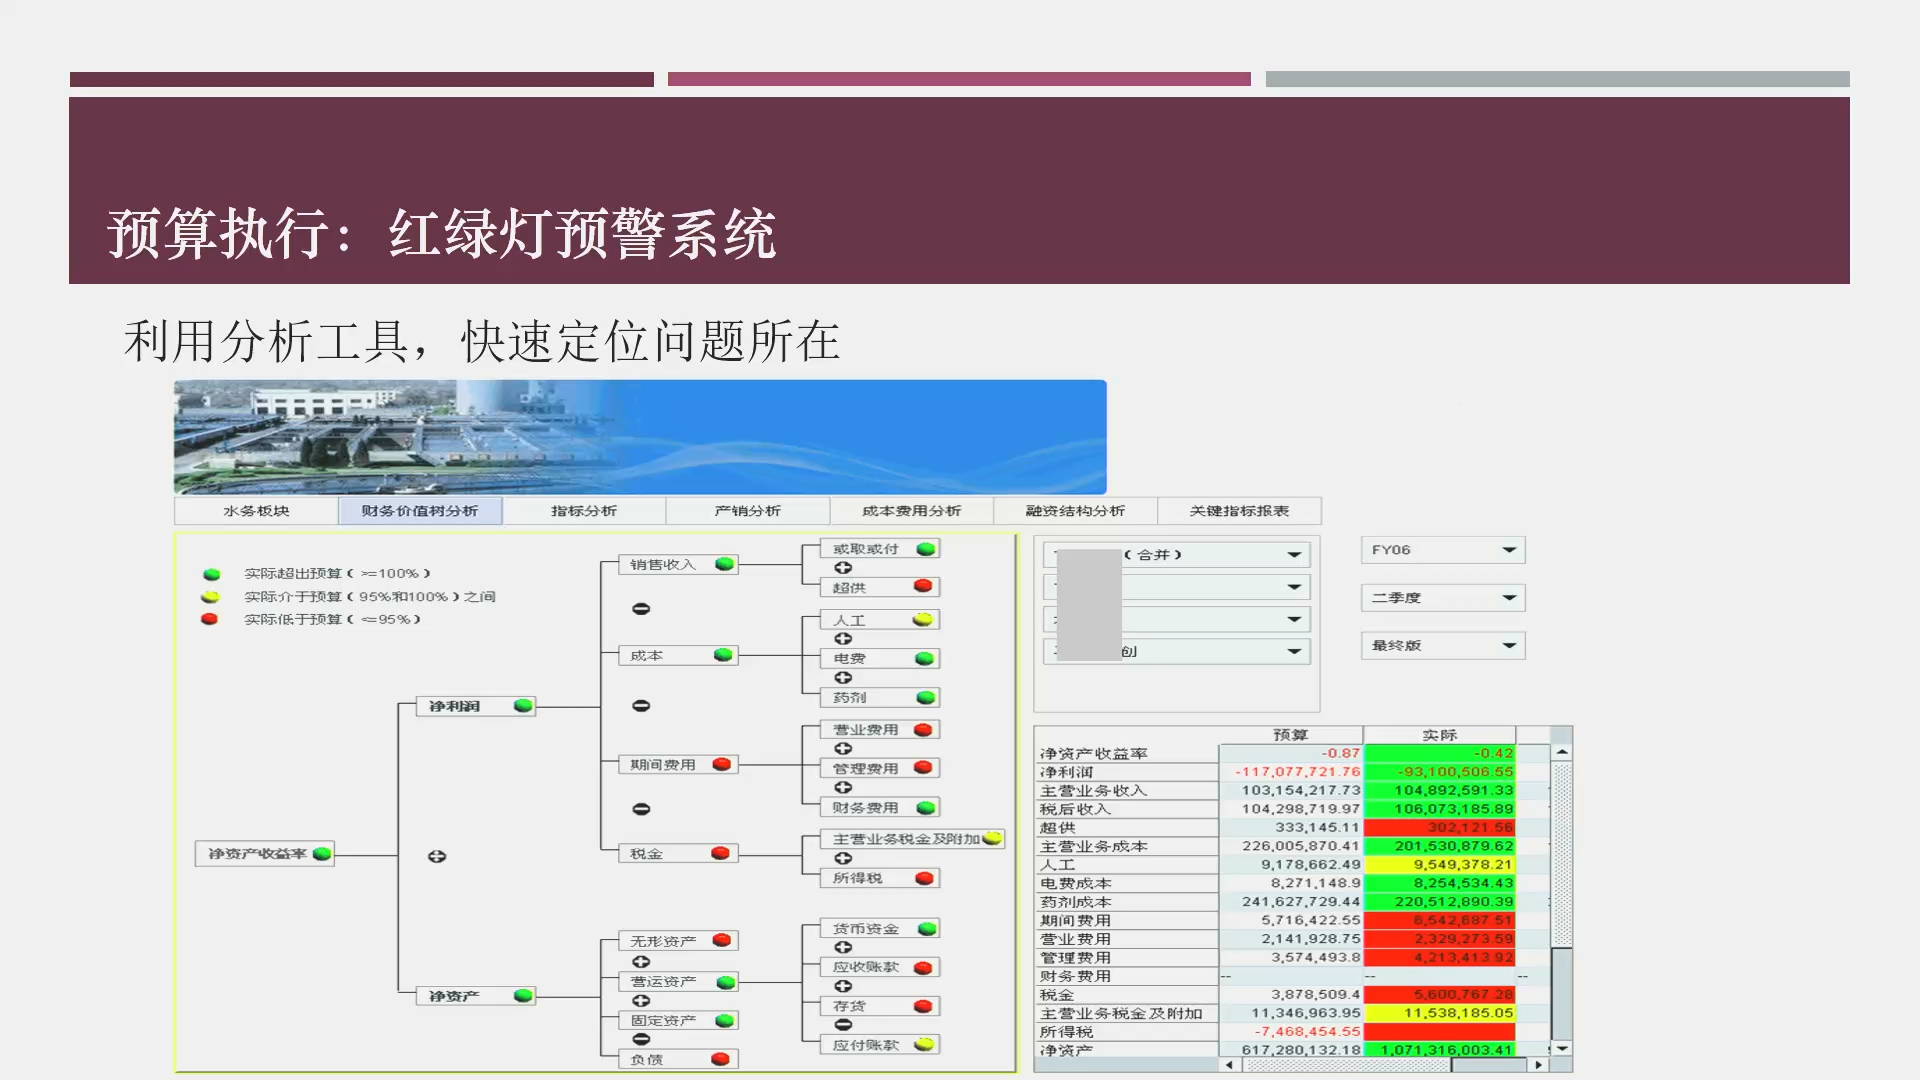 预算执行：红绿灯预警系统
利用分析工具，快速定位问题所在
水务板块 财务价值树分析 指标分析 产销分析 成本费用分析 融资结构分析 关键指标报表
实际超出预算（>=100%）
实际介于预算（95%和100%）之间
实际低于预算（<=95%）
净资产收益率
净利润
净资产
销售收入
成本
期间费用
税金
无形资产
营运资产
固定资产
负债
或取或付
超供
人工
电费
药剂
营业费用
管理费用
财务费用
主营业务税金及附加
所得税
货币资金
应收账款
存货
应付账款
（合并）
创
FY06
二季度
最终版
预算 实际
净资产收益率 -0.87 -0.42
净利润 -117,077,721.76 -93,100,506.55
主营业务收入 103,154,217.73 104,892,591.33
税后收入 104,298,719.97 106,073,185.89
超供 333,145.11 302,121.56
主营业务成本 226,005,870.41 201,530,879.62
人工 9,178,662.49 9,549,378.21
电费成本 8,271,148.9 8,254,534.43
药剂成本 241,627,729.44 220,512,890.39
期间费用 5,716,422.55 6,542,687.51
营业费用 2,141,928.75 2,329,273.59
管理费用 3,574,493.8 4,213,413.92
财务费用 -- -- --
税金 3,878,509.4 5,600,767.28
主营业务税金及附加 11,346,963.95 11,538,185.05
所得税 -7,468,454.55
净资产 617,280,132.18 1,071,316,003.41